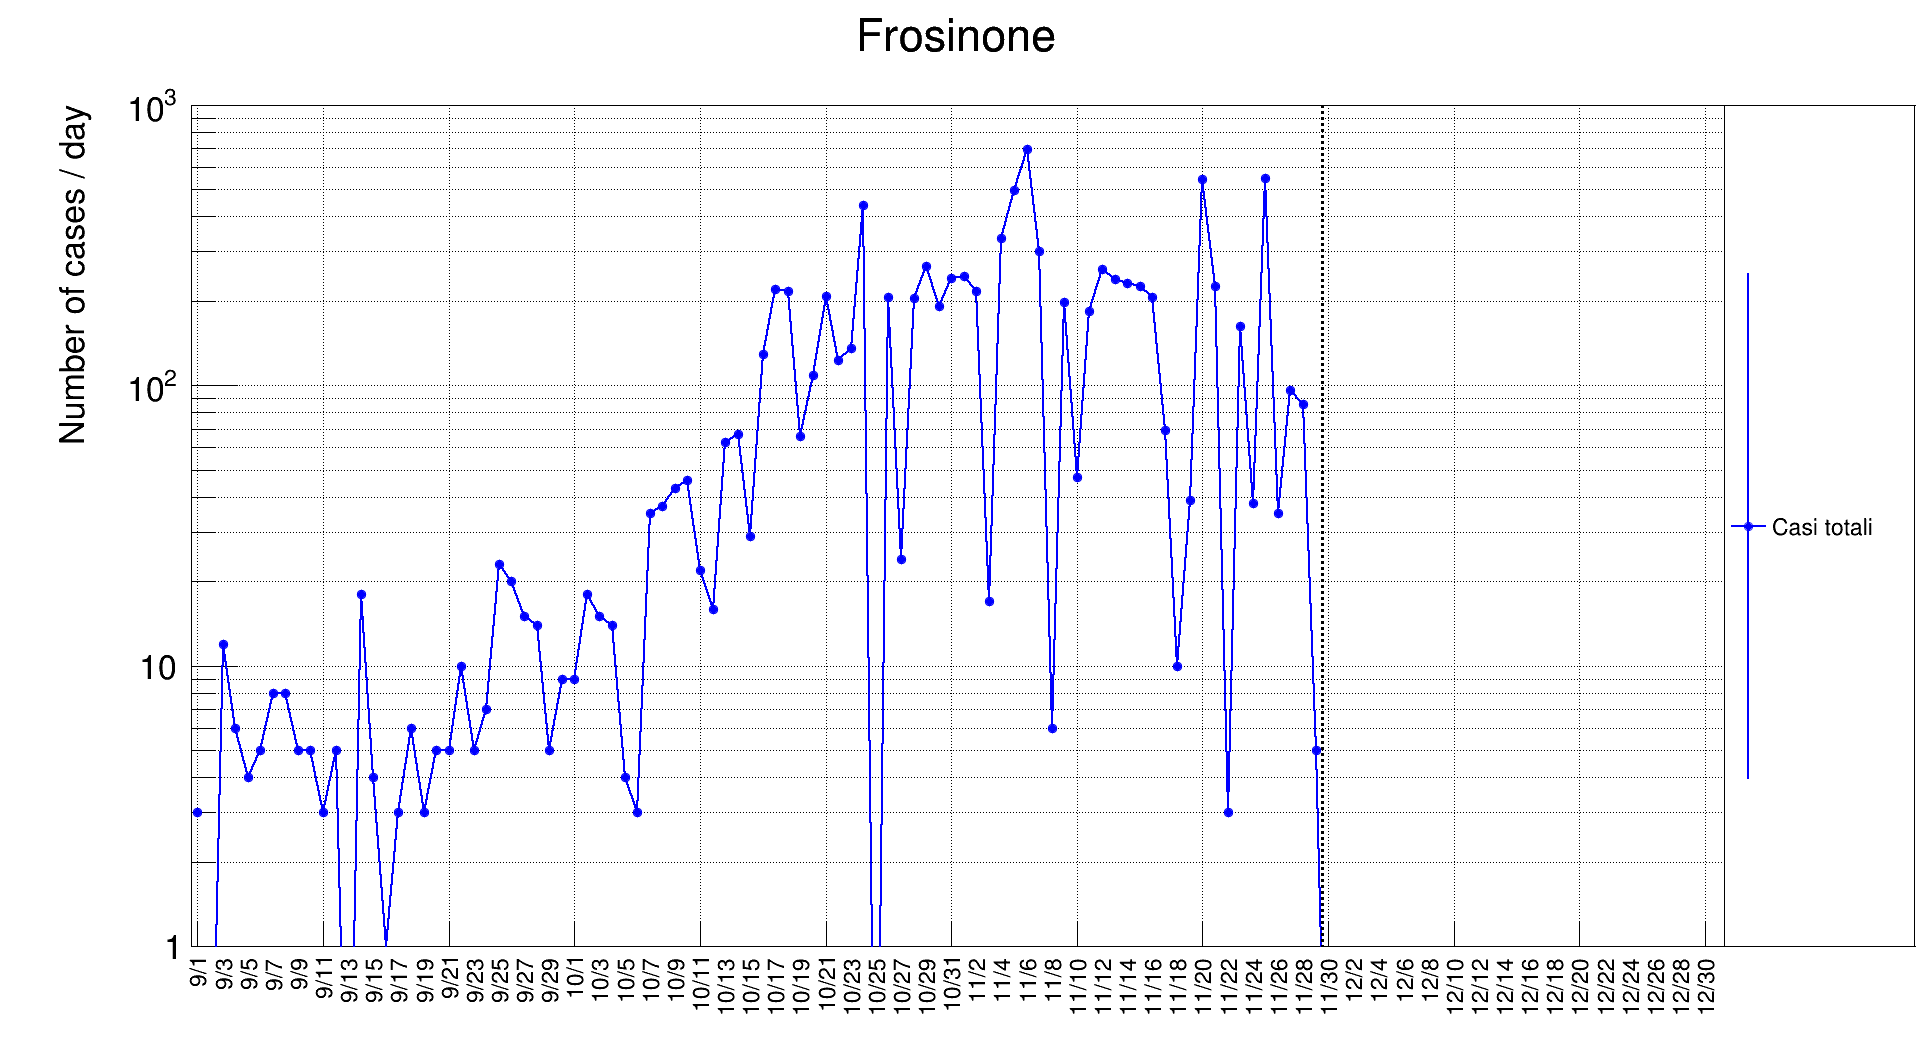 Frosinone
Number of cases / day
10³
10²
10
1
9/1 9/3 9/5 9/7 9/9 9/11 9/13 9/15 9/17 9/19 9/21 9/23 9/25 9/27 9/29 10/1 10/3 10/5 10/7 10/9 10/11 10/13 10/15 10/17 10/19 10/21 10/23 10/25 10/27 10/29 10/31 11/2 11/4 11/6 11/8 11/10 11/12 11/14 11/16 11/18 11/20 11/22 11/24 11/26 11/28 11/30 12/2 12/4 12/6 12/8 12/10 12/12 12/14 12/16 12/18 12/20 12/22 12/24 12/26 12/28 12/30
Casi totali